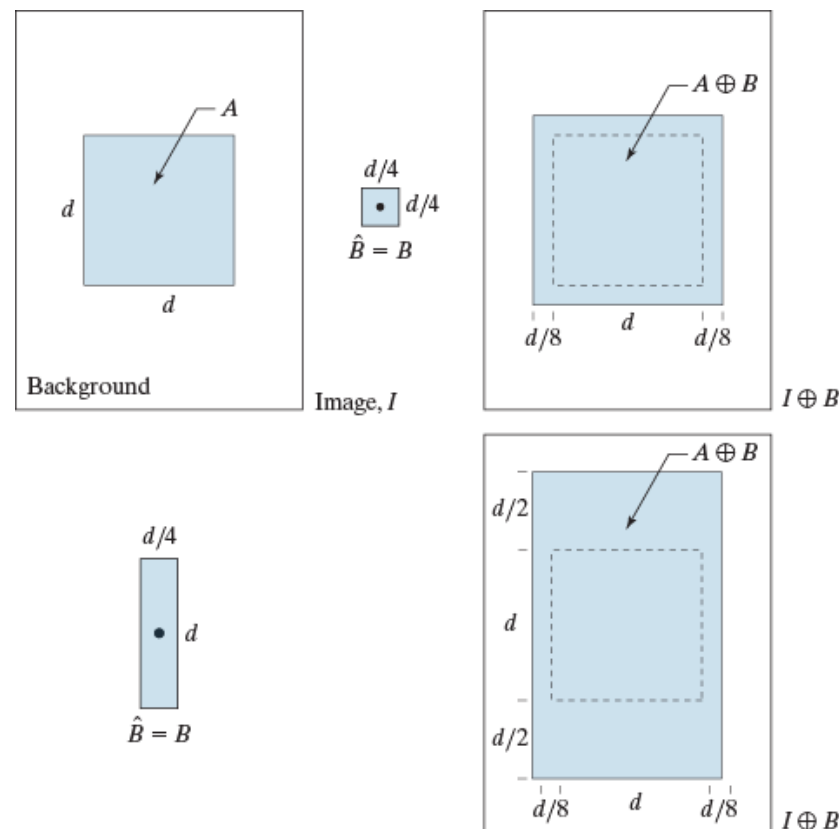 A
d
d
Background
Image, I
d/4
d/4
B̂ = B
A ⊕ B
d/8
d
d/8
I ⊕ B
d/4
d
B̂ = B
A ⊕ B
d/2
d
d/2
d/8
d
d/8
I ⊕ B